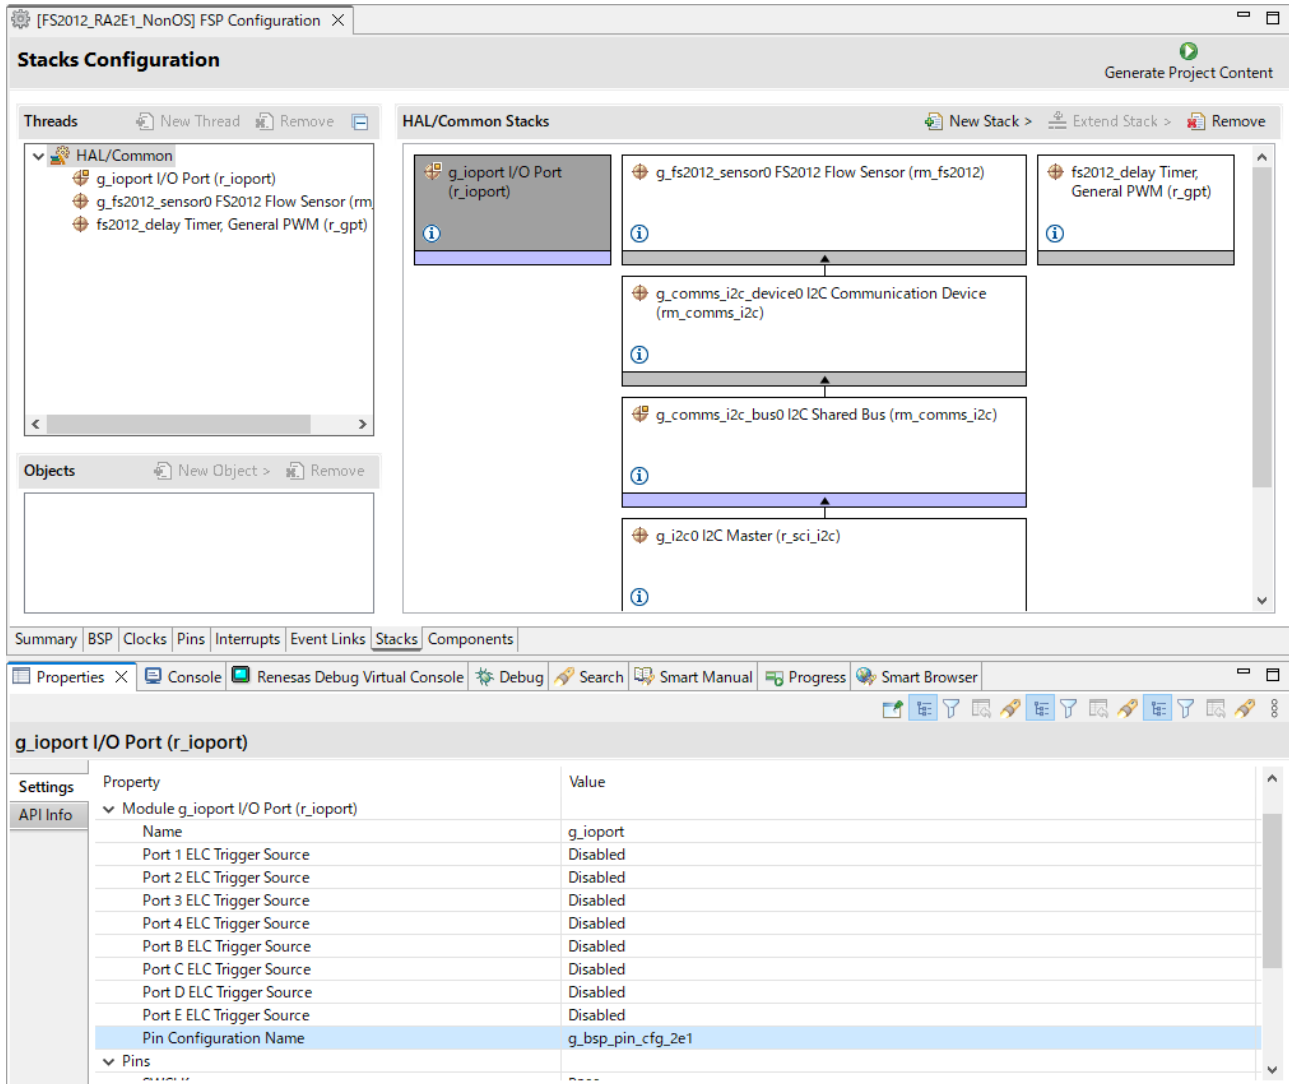 [FS2012_RA2E1_NonOS] FSP Configuration
Stacks Configuration
Generate Project Content
Threads
New Thread
Remove
HAL/Common
g_ioport I/O Port (r_ioport)
g_fs2012_sensor0 FS2012 Flow Sensor (rm_
fs2012_delay Timer, General PWM (r_gpt)
Objects
New Object >
Remove
HAL/Common Stacks
New Stack >
Extend Stack >
Remove
g_ioport I/O Port
(r_ioport)
g_fs2012_sensor0 FS2012 Flow Sensor (rm_fs2012)
fs2012_delay Timer,
General PWM (r_gpt)
g_comms_i2c_device0 I2C Communication Device
(rm_comms_i2c)
g_comms_i2c_bus0 I2C Shared Bus (rm_comms_i2c)
g_i2c0 I2C Master (r_sci_i2c)
Summary BSP Clocks Pins Interrupts Event Links Stacks Components
Properties Console Renesas Debug Virtual Console Debug Search Smart Manual Progress Smart Browser
g_ioport I/O Port (r_ioport)
Settings
API Info
Property Value
Module g_ioport I/O Port (r_ioport)
Name g_ioport
Port 1 ELC Trigger Source Disabled
Port 2 ELC Trigger Source Disabled
Port 3 ELC Trigger Source Disabled
Port 4 ELC Trigger Source Disabled
Port B ELC Trigger Source Disabled
Port C ELC Trigger Source Disabled
Port D ELC Trigger Source Disabled
Port E ELC Trigger Source Disabled
Pin Configuration Name g_bsp_pin_cfg_2e1
Pins